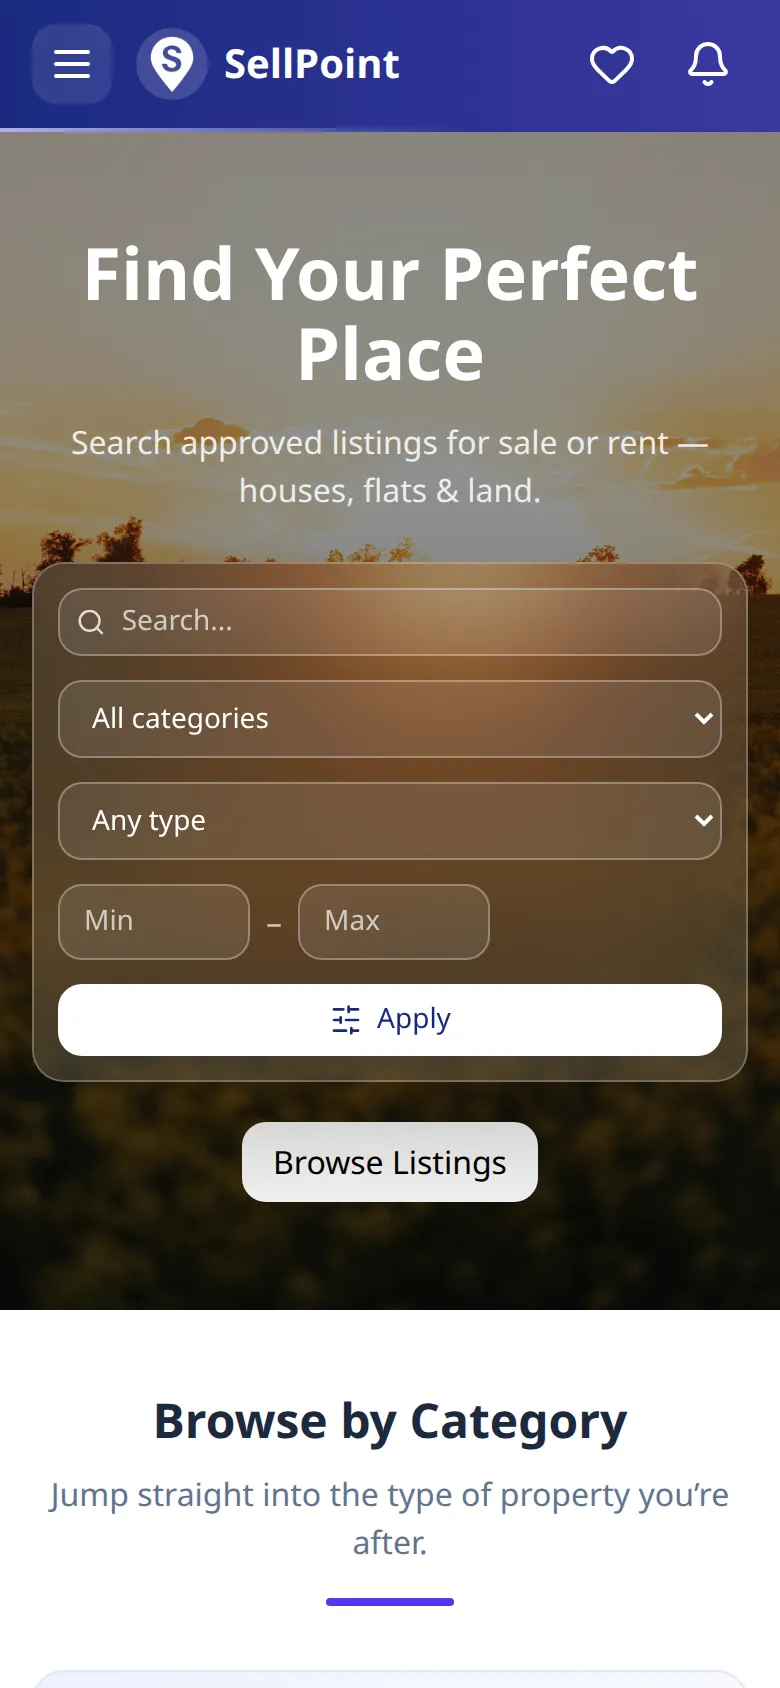 SellPoint
Find Your Perfect
Place
Search approved listings for sale or rent —
houses, flats & land.
Search...
All categories
Any type
Min – Max
Apply
Browse Listings
Browse by Category
Jump straight into the type of property you’re
after.